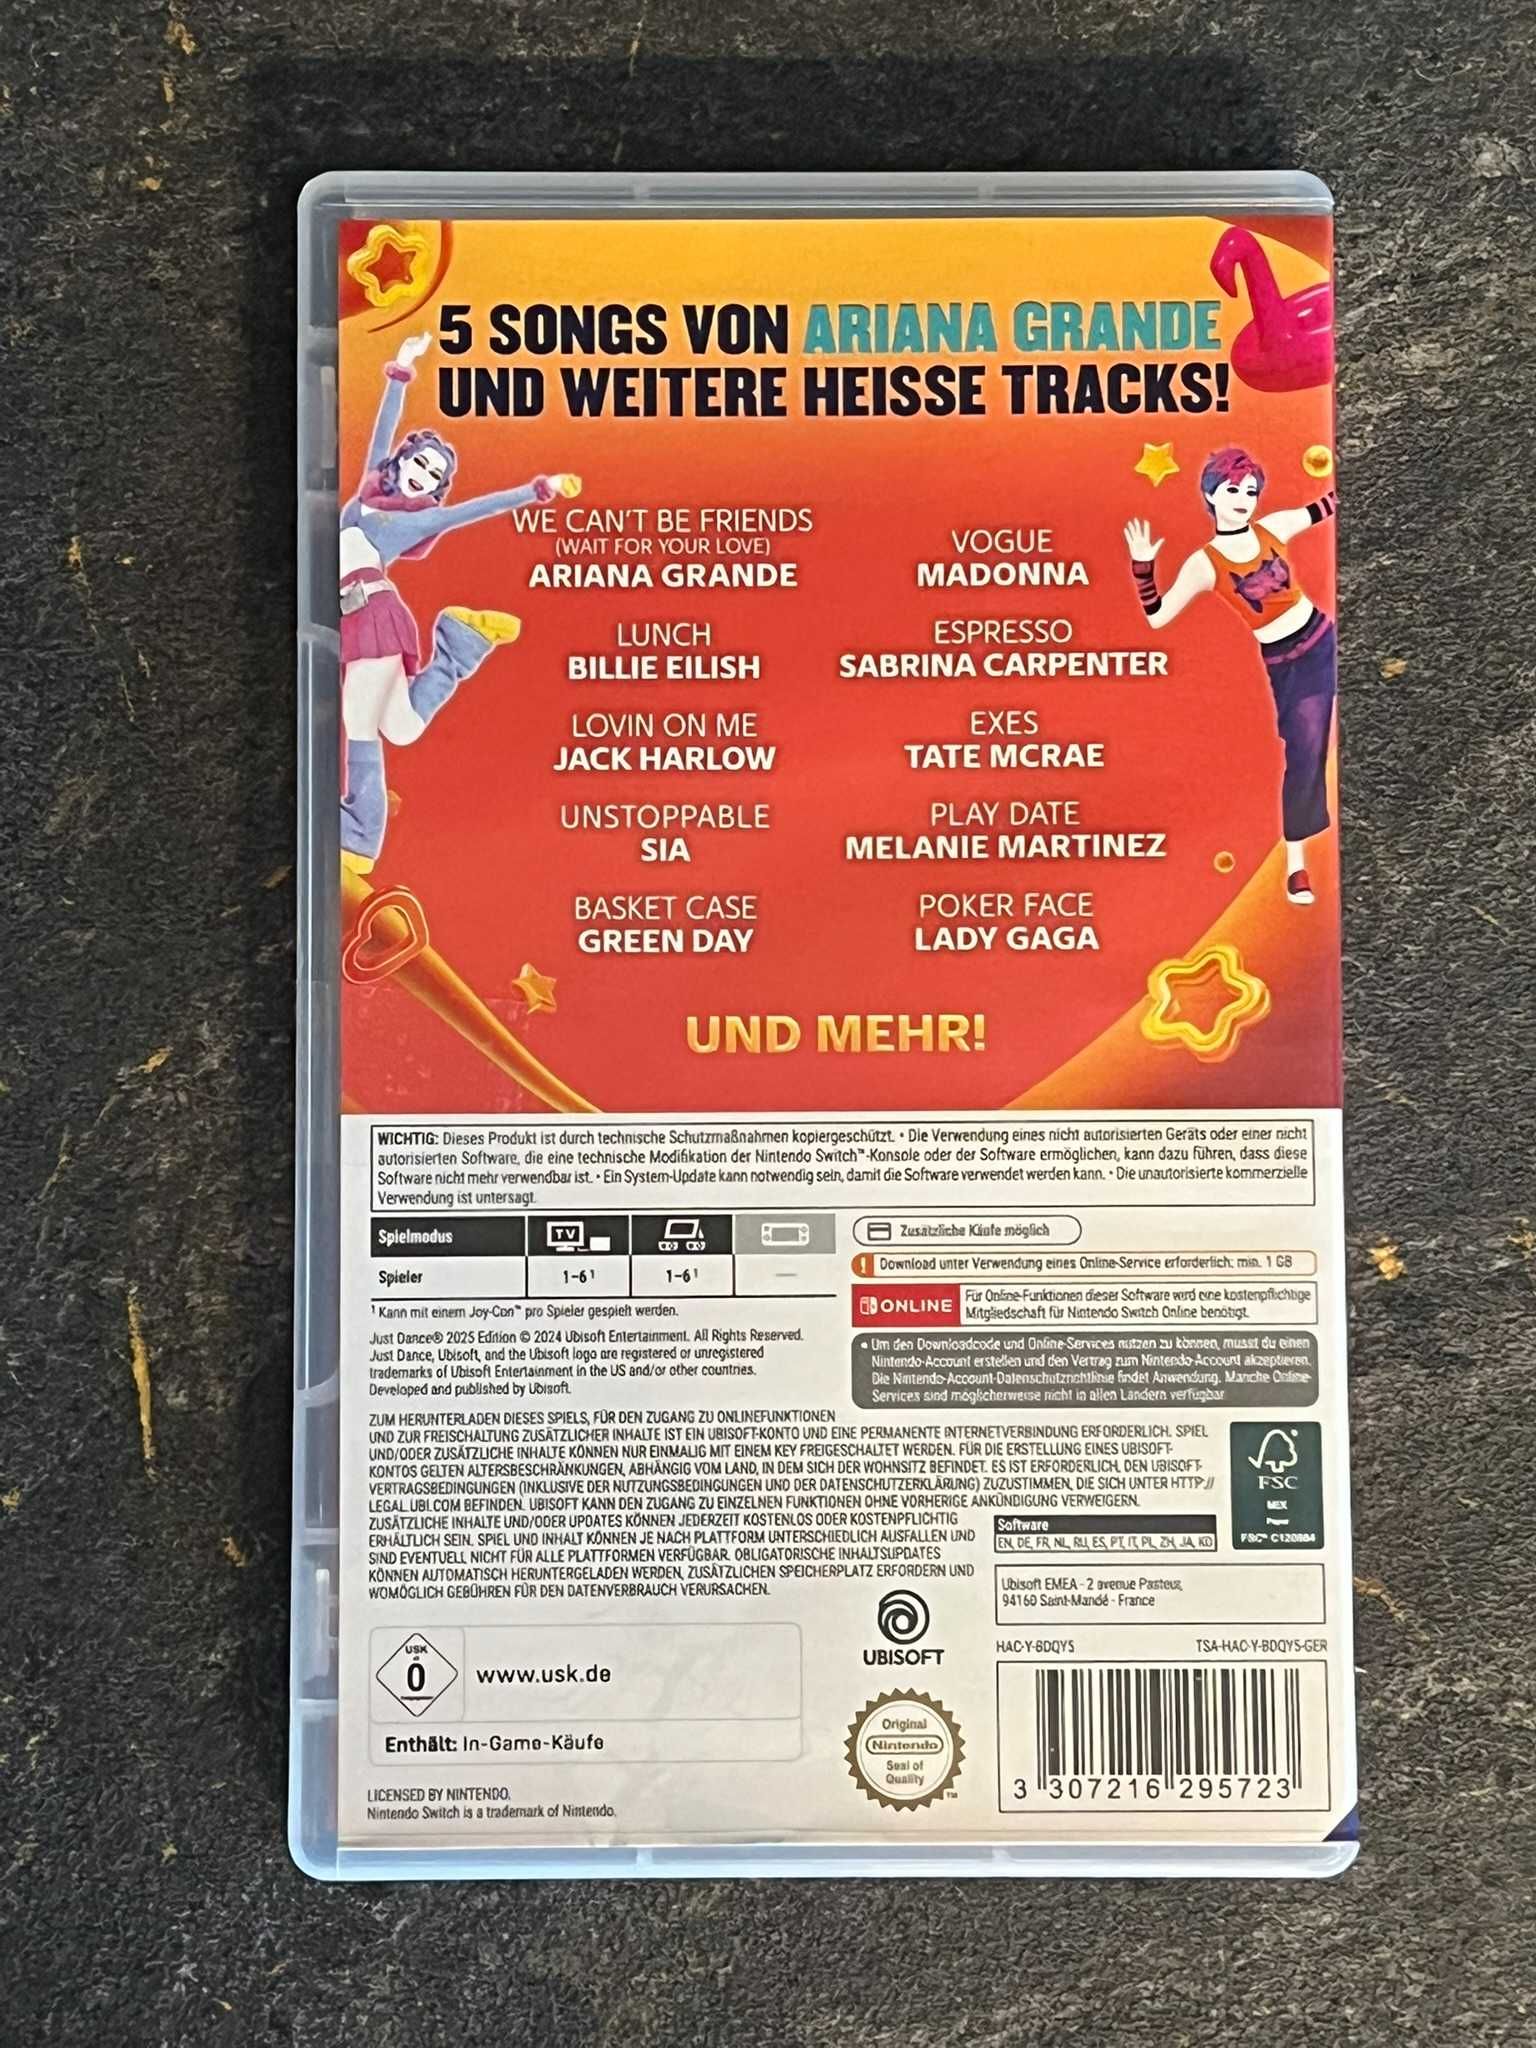 5 SONGS VON ARIANA GRANDE
UND WEITERE HEISSE TRACKS!
WE CAN'T BE FRIENDS
(WAIT FOR YOUR LOVE)
ARIANA GRANDE
LUNCH
BILLIE EILISH
LOVIN ON ME
JACK HARLOW
UNSTOPPABLE
SIA
BASKET CASE
GREEN DAY
VOGUE
MADONNA
ESPRESSO
SABRINA CARPENTER
EXES
TATE MCRAE
PLAY DATE
MELANIE MARTINEZ
POKER FACE
LADY GAGA
UND MEHR!
WICHTIG: Dieses Produkt ist durch technische Schutzmaßnahmen kopiergeschützt. • Die Verwendung eines nicht autorisierten Geräts oder einer nicht
autorisierten Software, die eine technische Modifikation der Nintendo Switch™-Konsole oder der Software ermöglichen, kann dazu führen, dass diese
Software nicht mehr verwendbar ist. • Ein System-Update kann notwendig sein, damit die Software verwendet werden kann. • Die unautorisierte kommerzielle
Verwendung ist untersagt.
Spielmodus
TV
Spieler
1-6¹
1-6¹
—
¹ Kann mit einem Joy-Con™ pro Spieler gespielt werden.
Just Dance® 2025 Edition © 2024 Ubisoft Entertainment. All Rights Reserved.
Just Dance, Ubisoft, and the Ubisoft logo are registered or unregistered
trademarks of Ubisoft Entertainment in the US and/or other countries.
Developed and published by Ubisoft.
Zusätzliche Käufe möglich
! Download unter Verwendung eines Online-Service erforderlich: min. 1 GB
ONLINE
Für Online-Funktionen dieser Software wird eine kostenpflichtige
Mitgliedschaft für Nintendo Switch Online benötigt.
• Um den Downloadcode und Online-Services nutzen zu können, musst du einen
Nintendo-Account erstellen und den Vertrag zum Nintendo-Account akzeptieren.
Die Nintendo-Account-Datenschutzrichtlinie findet Anwendung. Manche Online-
Services sind möglicherweise nicht in allen Ländern verfügbar.
ZUM HERUNTERLADEN DIESES SPIELS, FÜR DEN ZUGANG ZU ONLINEFUNKTIONEN
UND ZUR FREISCHALTUNG ZUSÄTZLICHER INHALTE IST EIN UBISOFT-KONTO UND EINE PERMANENTE INTERNETVERBINDUNG ERFORDERLICH. SPIEL
UND/ODER ZUSÄTZLICHE INHALTE KÖNNEN NUR EINMALIG MIT EINEM KEY FREIGESCHALTET WERDEN. FÜR DIE ERSTELLUNG EINES UBISOFT-
KONTOS GELTEN ALTERSBESCHRÄNKUNGEN, ABHÄNGIG VOM LAND, IN DEM SICH DER WOHNSITZ BEFINDET. ES IST ERFORDERLICH, DEN UBISOFT-
VERTRAGSBEDINGUNGEN (INKLUSIVE DER NUTZUNGSBEDINGUNGEN UND DER DATENSCHUTZERKLÄRUNG) ZUZUSTIMMEN, DIE SICH UNTER HTTP://
LEGAL.UBI.COM BEFINDEN. UBISOFT KANN DEN ZUGANG ZU EINZELNEN FUNKTIONEN OHNE VORHERIGE ANKÜNDIGUNG VERWEIGERN.
ZUSÄTZLICHE INHALTE UND/ODER UPDATES KÖNNEN JEDERZEIT KOSTENLOS ODER KOSTENPFLICHTIG
ERHÄLTLICH SEIN. SPIEL UND INHALT KÖNNEN JE NACH PLATTFORM UNTERSCHIEDLICH AUSFALLEN UND
SIND EVENTUELL NICHT FÜR ALLE PLATTFORMEN VERFÜGBAR. OBLIGATORISCHE INHALTSUPDATES
KÖNNEN AUTOMATISCH HERUNTERGELADEN WERDEN, ZUSÄTZLICHEN SPEICHERPLATZ ERFORDERN UND
WOMÖGLICH GEBÜHREN FÜR DEN DATENVERBRAUCH VERURSACHEN.
FSC
MIX
Paper
FSC™ C120884
Software
EN, DE, FR, NL, RU, ES, PT, IT, PL, ZH, JA, KO
Ubisoft EMEA - 2 avenue Pasteur,
94160 Saint-Mandé - France
UBISOFT
USK
ab
0
www.usk.de
Enthält: In-Game-Käufe
LICENSED BY NINTENDO.
Nintendo Switch is a trademark of Nintendo.
Original
Nintendo
Seal of
Quality
TM
HAC-Y-BDQY5
TSA-HAC-Y-BDQY5-GER
3 307216 295723